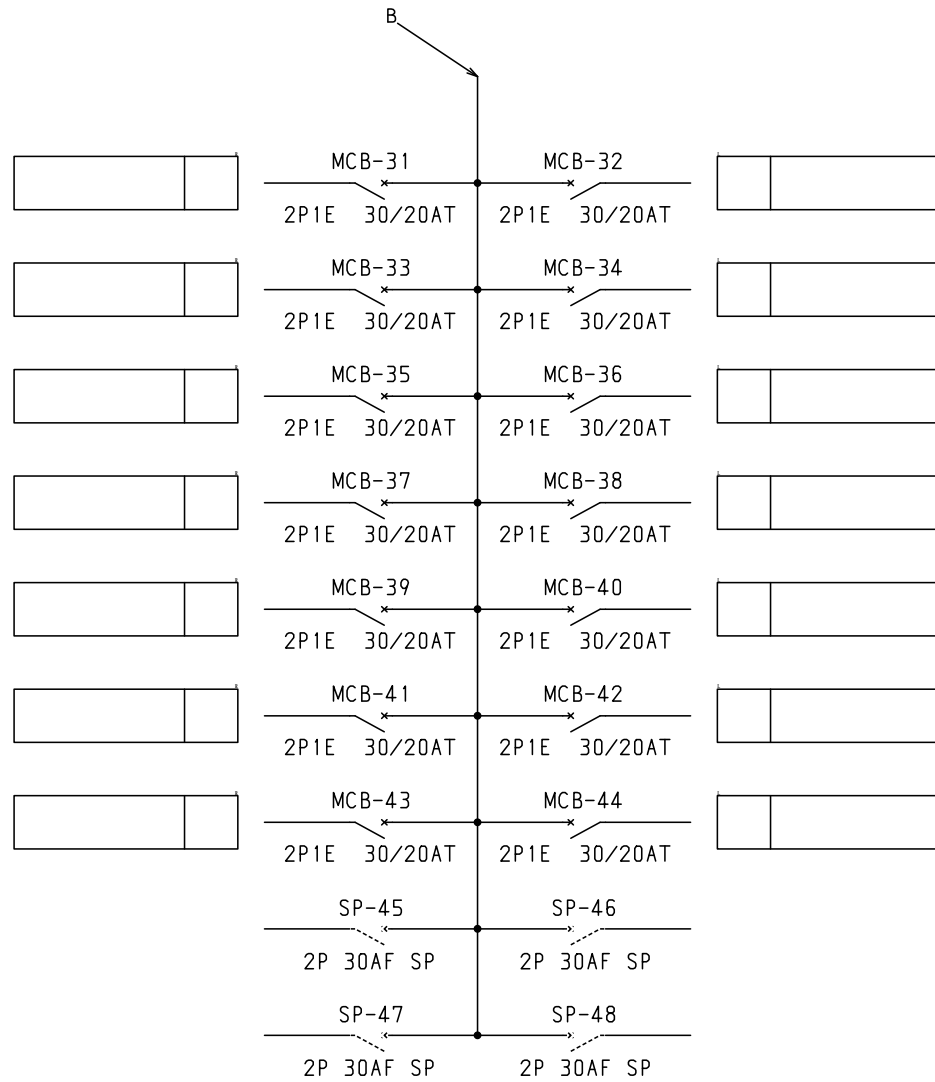 B
MCB-31 MCB-32
2P1E 30/20AT 2P1E 30/20AT
MCB-33 MCB-34
2P1E 30/20AT 2P1E 30/20AT
MCB-35 MCB-36
2P1E 30/20AT 2P1E 30/20AT
MCB-37 MCB-38
2P1E 30/20AT 2P1E 30/20AT
MCB-39 MCB-40
2P1E 30/20AT 2P1E 30/20AT
MCB-41 MCB-42
2P1E 30/20AT 2P1E 30/20AT
MCB-43 MCB-44
2P1E 30/20AT 2P1E 30/20AT
SP-45 SP-46
2P 30AF SP 2P 30AF SP
SP-47 SP-48
2P 30AF SP 2P 30AF SP